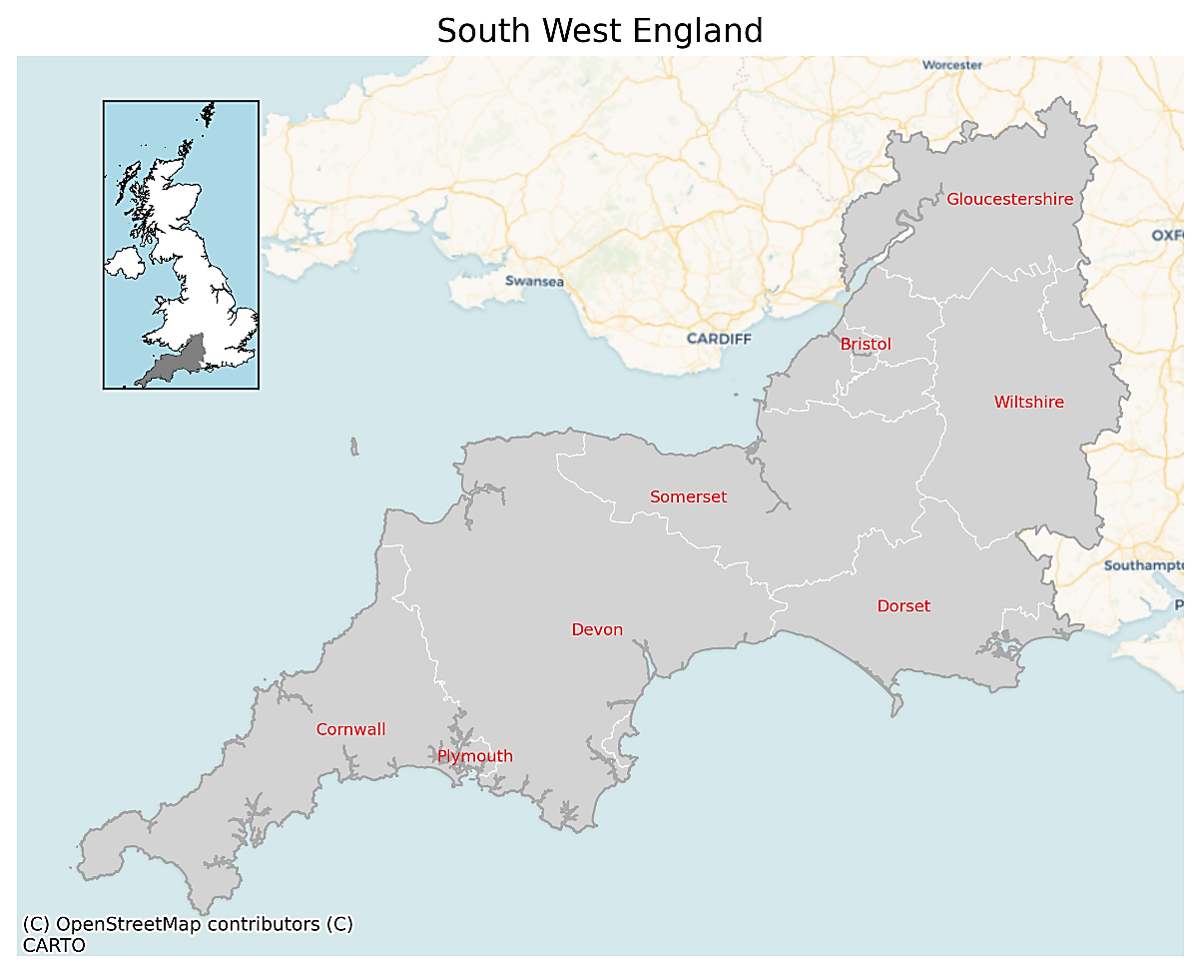 South West England
Worcester
Gloucestershire
OXF
Swansea
CARDIFF
Bristol
Wiltshire
Somerset
Southampto
P
Dorset
Devon
Cornwall
Plymouth
(C) OpenStreetMap contributors (C)
CARTO